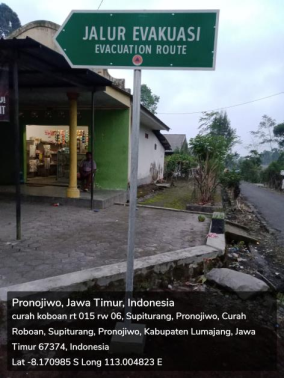 JALUR EVAKUASI
EVACUATION ROUTE
Pronojiwo, Jawa Timur, Indonesia
curah koboan rt 015 rw 06, Supiturang, Pronojiwo, Curah
Roboan, Supiturang, Pronojiwo, Kabupaten Lumajang, Jawa
Timur 67374, Indonesia
Lat -8.170985 S Long 113.004823 E